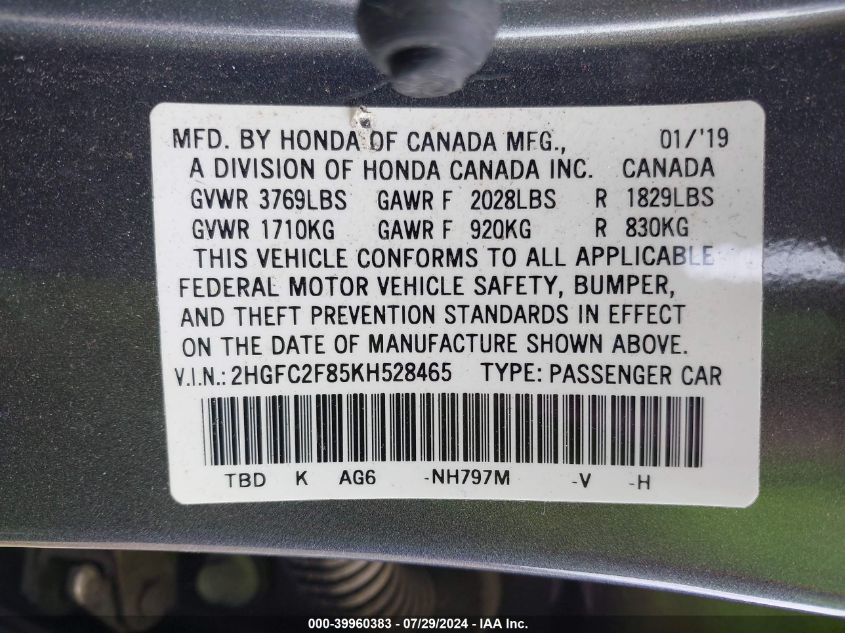 MFD. BY HONDA OF CANADA MFG., 01/'19
A DIVISION OF HONDA CANADA INC. CANADA
GVWR 3769LBS GAWR F 2028LBS R 1829LBS
GVWR 1710KG GAWR F 920KG R 830KG
THIS VEHICLE CONFORMS TO ALL APPLICABLE
FEDERAL MOTOR VEHICLE SAFETY, BUMPER,
AND THEFT PREVENTION STANDARDS IN EFFECT
ON THE DATE OF MANUFACTURE SHOWN ABOVE.
V.I.N.: 2HGFC2F85KH528465 TYPE: PASSENGER CAR
TBD K AG6 -NH797M -V -H
000-39960383 - 07/29/2024 - IAA Inc.